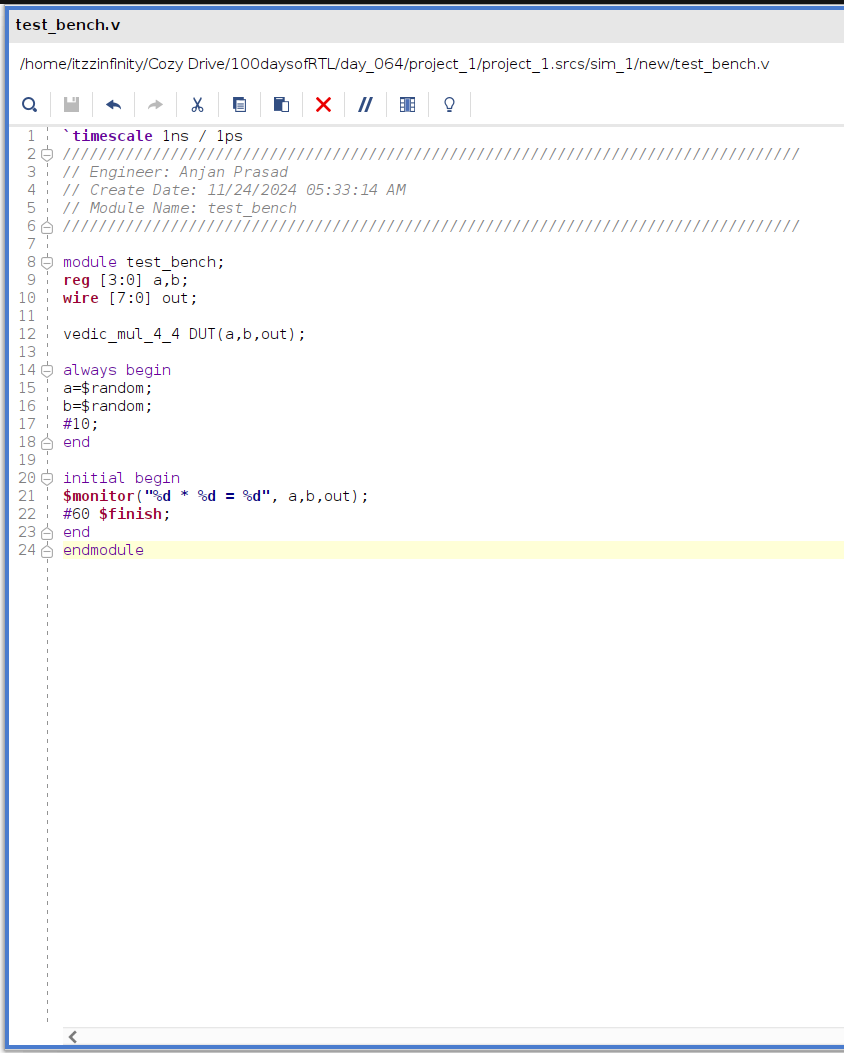 test_bench.v
/home/itzzinfinity/Cozy Drive/100daysofRTL/day_064/project_1/project_1.srcs/sim_1/new/test_bench.v
1 `timescale 1ns / 1ps
2 //////////////////////////////////////////////////////////////////////////////////
3 // Engineer: Anjan Prasad
4 // Create Date: 11/24/2024 05:33:14 AM
5 // Module Name: test_bench
6 //////////////////////////////////////////////////////////////////////////////////
7
8 module test_bench;
9 reg [3:0] a,b;
10 wire [7:0] out;
11
12 vedic_mul_4_4 DUT(a,b,out);
13
14 always begin
15 a=$random;
16 b=$random;
17 #10;
18 end
19
20 initial begin
21 $monitor("%d * %d = %d", a,b,out);
22 #60 $finish;
23 end
24 endmodule